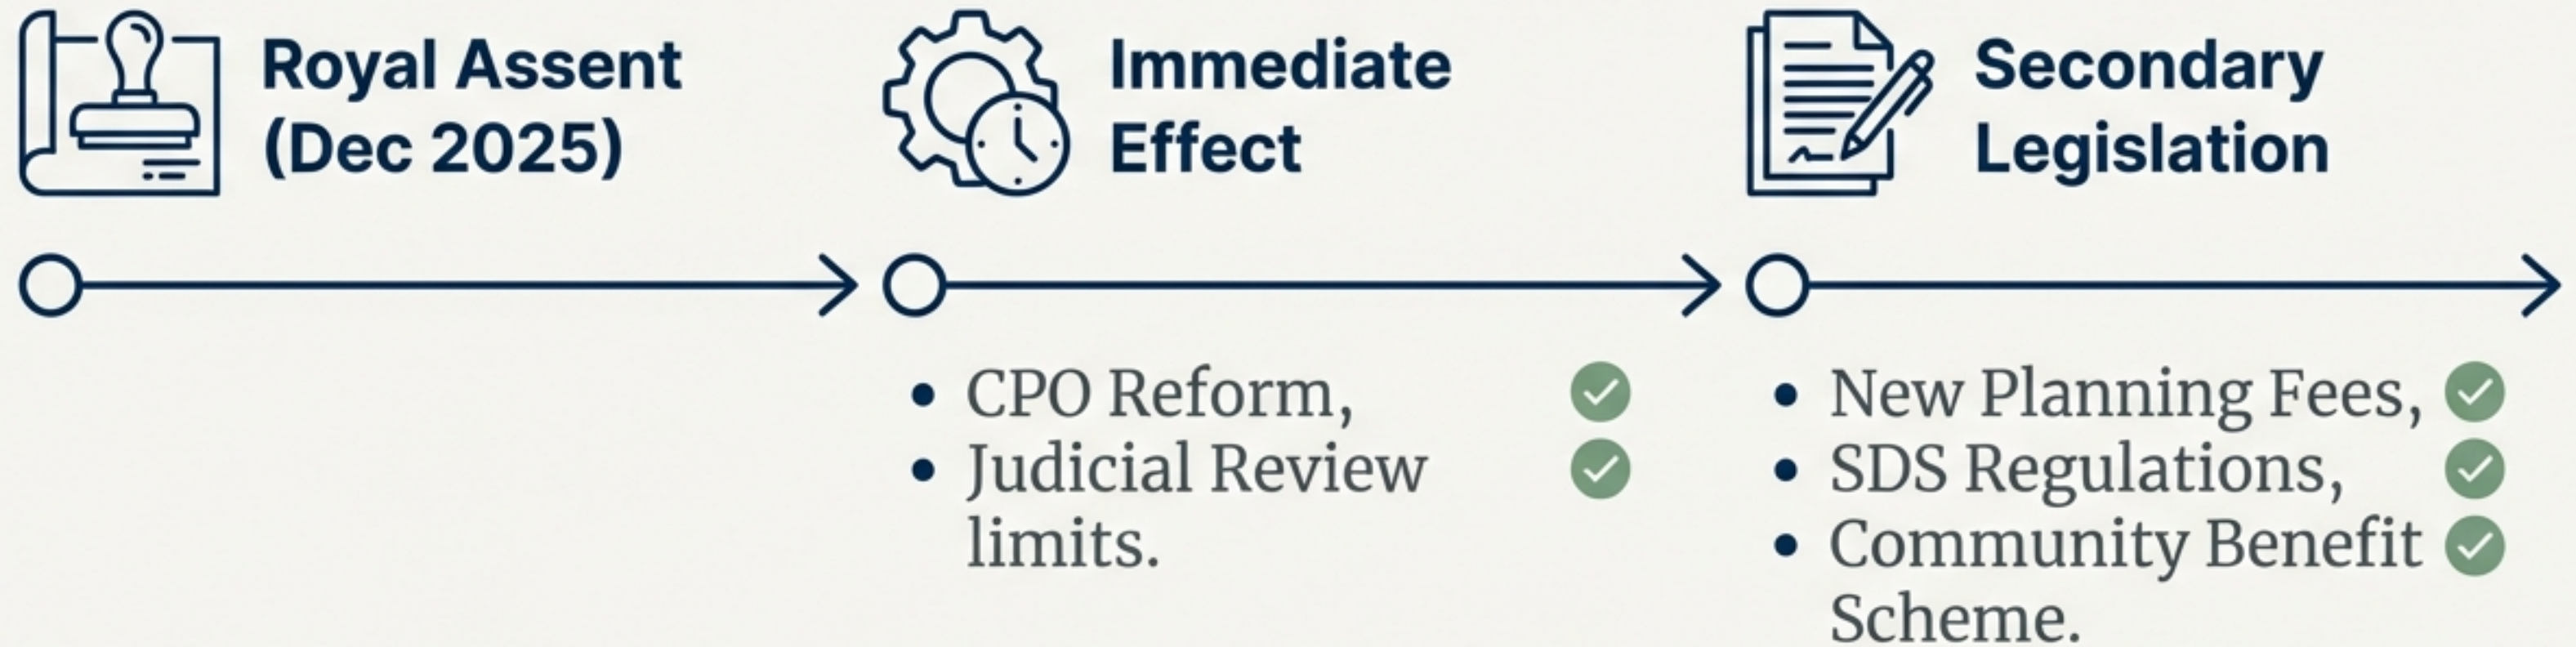 Royal Assent
(Dec 2025)
Immediate
Effect
• CPO Reform,
• Judicial Review
limits.
Secondary
Legislation
• New Planning Fees,
• SDS Regulations,
• Community Benefit
Scheme.